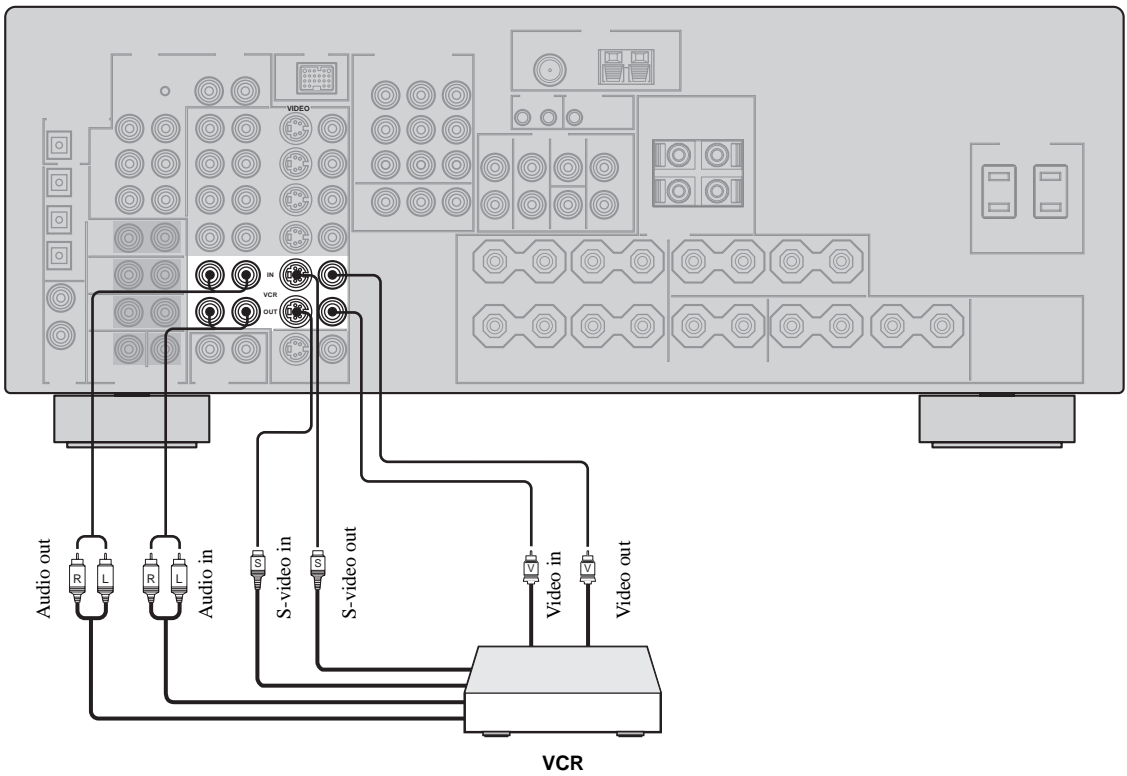 VIDEO
IN
VCR
OUT
Audio out
R
L
R
L
Audio in
S
S-video in
S
S-video out
V
Video in
V
Video out
VCR